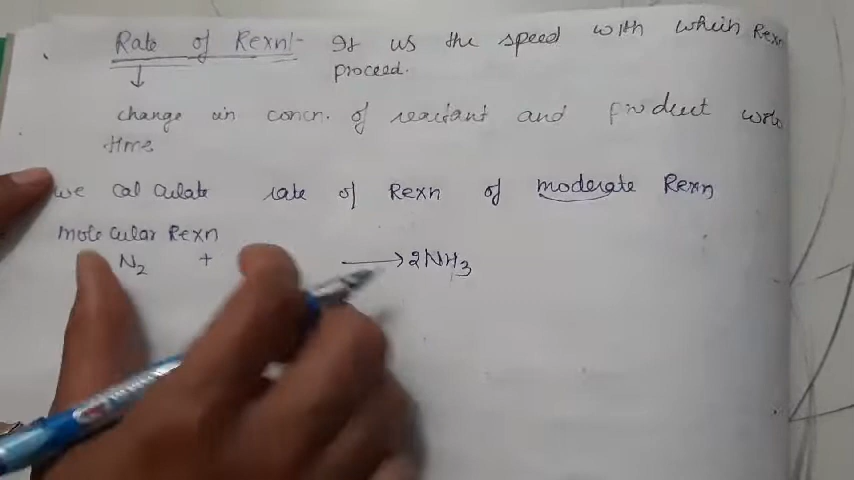 Rate of Rexn:- It is the speed with which Rexn
proceed.
change in concn. of reactant and product w.r.to
time
we calculate rate of Rexn of moderate Rexn
molecular Rexn
N2 + → 2NH3